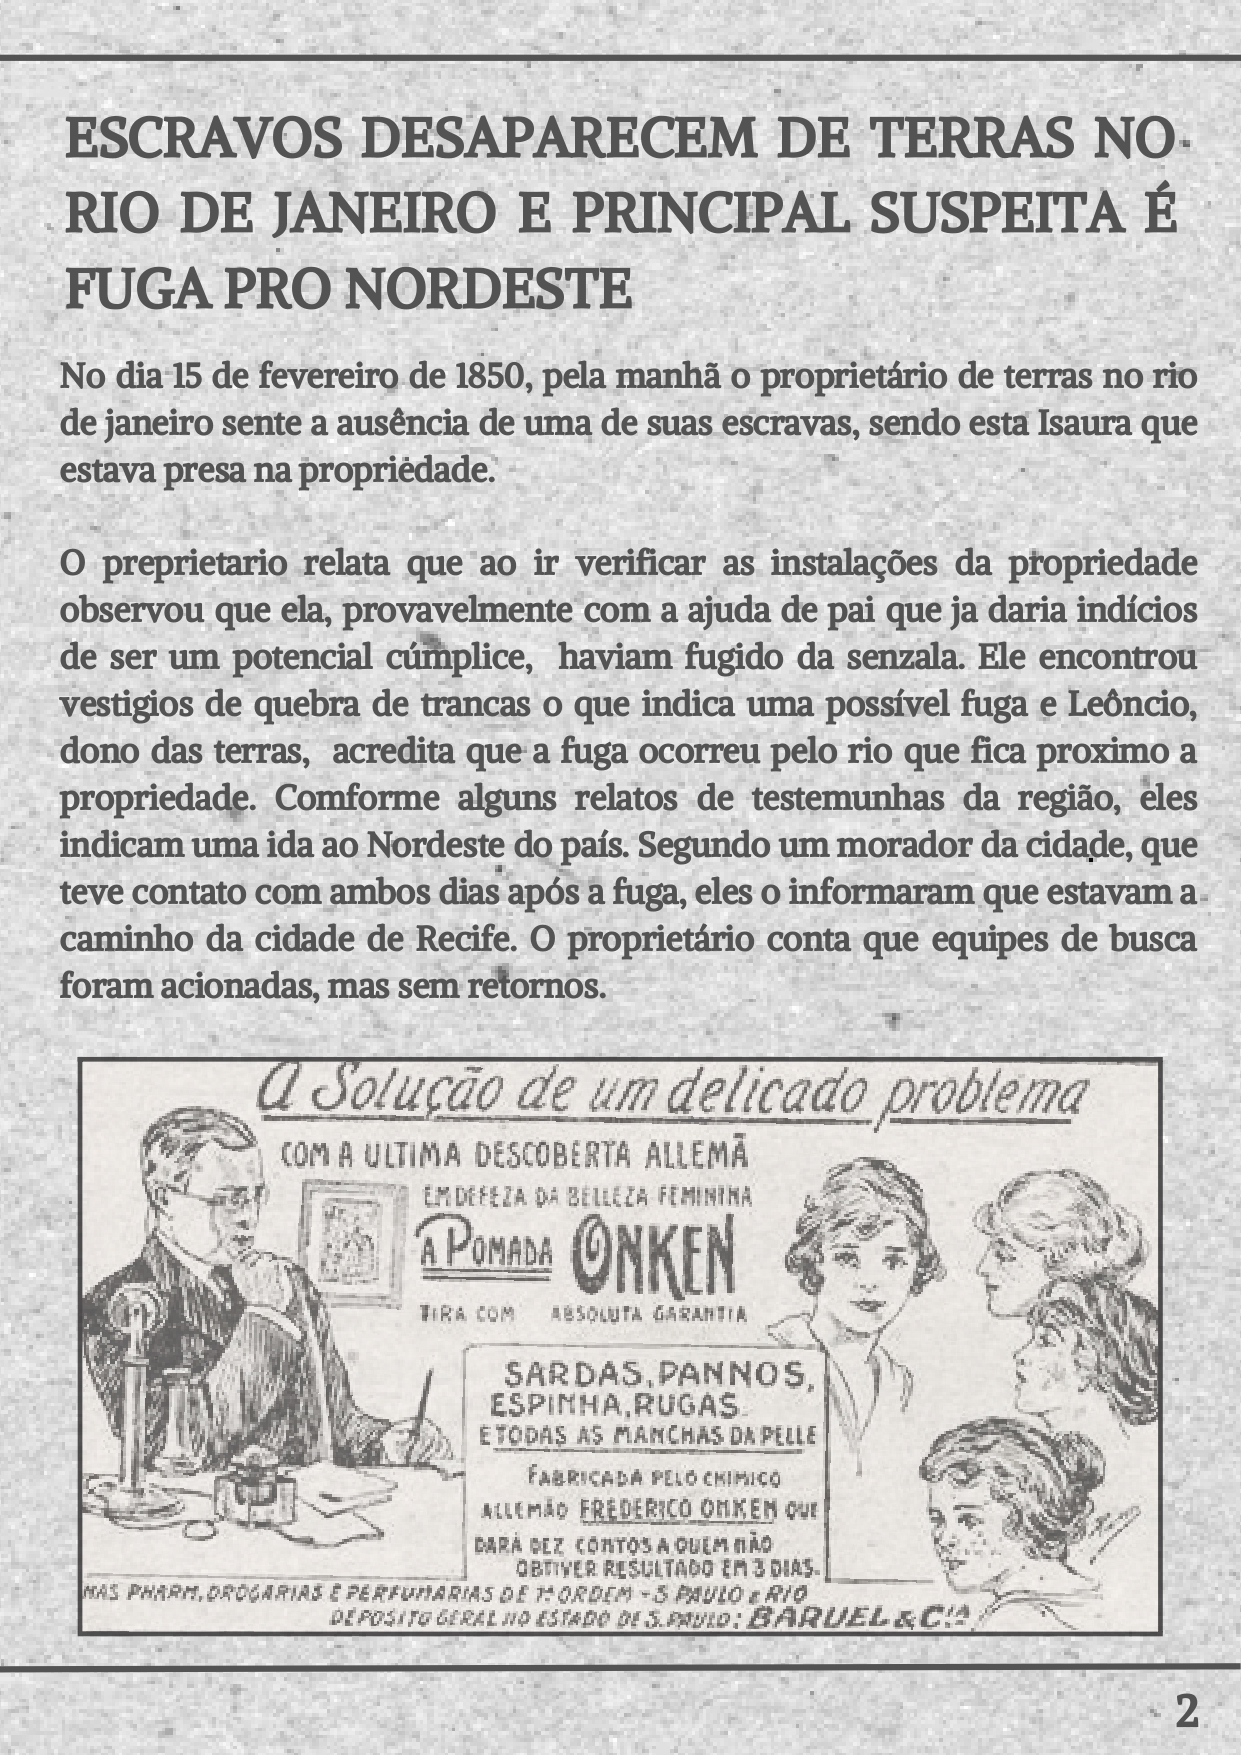 ESCRAVOS DESAPARECEM DE TERRAS NO
RIO DE JANEIRO E PRINCIPAL SUSPEITA É
FUGA PRO NORDESTE
No dia 15 de fevereiro de 1850, pela manhã o proprietário de terras no rio
de janeiro sente a ausência de uma de suas escravas, sendo esta Isaura que
estava presa na propriedade.
O preprietario relata que ao ir verificar as instalações da propriedade
observou que ela, provavelmente com a ajuda de pai que ja daria indícios
de ser um potencial cúmplice, haviam fugido da senzala. Ele encontrou
vestigios de quebra de trancas o que indica uma possível fuga e Leôncio,
dono das terras, acredita que a fuga ocorreu pelo rio que fica proximo a
propriedade. Comforme alguns relatos de testemunhas da região, eles
indicam uma ida ao Nordeste do país. Segundo um morador da cidade, que
teve contato com ambos dias após a fuga, eles o informaram que estavam a
caminho da cidade de Recife. O proprietário conta que equipes de busca
foram acionadas, mas sem retornos.
A Solução de um delicado problema
COM A ULTIMA DESCOBERTA ALLEMÃ
EM DEFEZA DA BELLEZA FEMININA
A POMADA ONKEN
TIRA COM ABSOLUTA GARANTIA
SARDAS, PANNOS,
ESPINHA, RUGAS
E TODAS AS MANCHAS DA PELLE
FABRICADA PELO CHIMICO
ALLEMÃO FREDERICO ONKEN QUE
DARÁ DEZ CONTOS A QUEM NÃO
OBTIVER RESULTADO EM 3 DIAS.
NAS PHARM, DROGARIAS E PERFUMARIAS DE 1ª ORDEM - S PAULO E RIO
DEPOSITO GERAL NO ESTADO DE S. PAULO: BARUEL & CIA
2